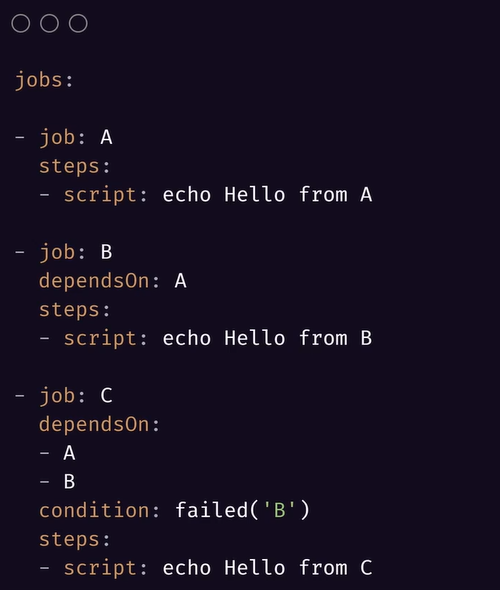 jobs:
- job: A
  steps:
  - script: echo Hello from A
- job: B
  dependsOn: A
  steps:
  - script: echo Hello from B
- job: C
  dependsOn:
  - A
  - B
  condition: failed('B')
  steps:
  - script: echo Hello from C